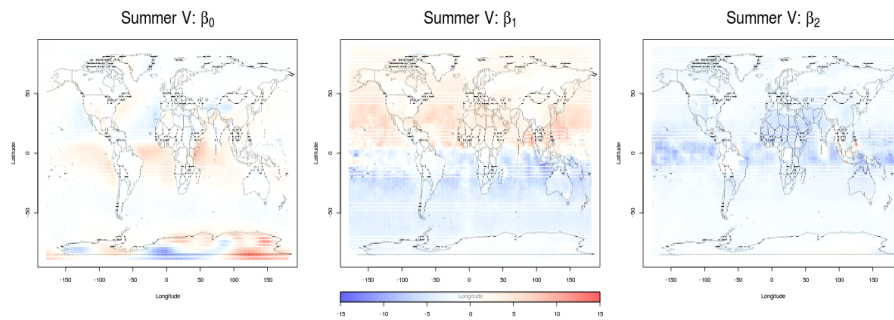 Summer V: β0 Summer V: β1 Summer V: β2
Latitude Latitude Latitude
50 50 50
0 0 0
−50 −50 −50
−150 −100 −50 0 50 100 150 −150 −100 −50 0 50 100 150 −150 −100 −50 0 50 100 150
Longitude Longitude Longitude
−15 −10 −5 0 5 10 15